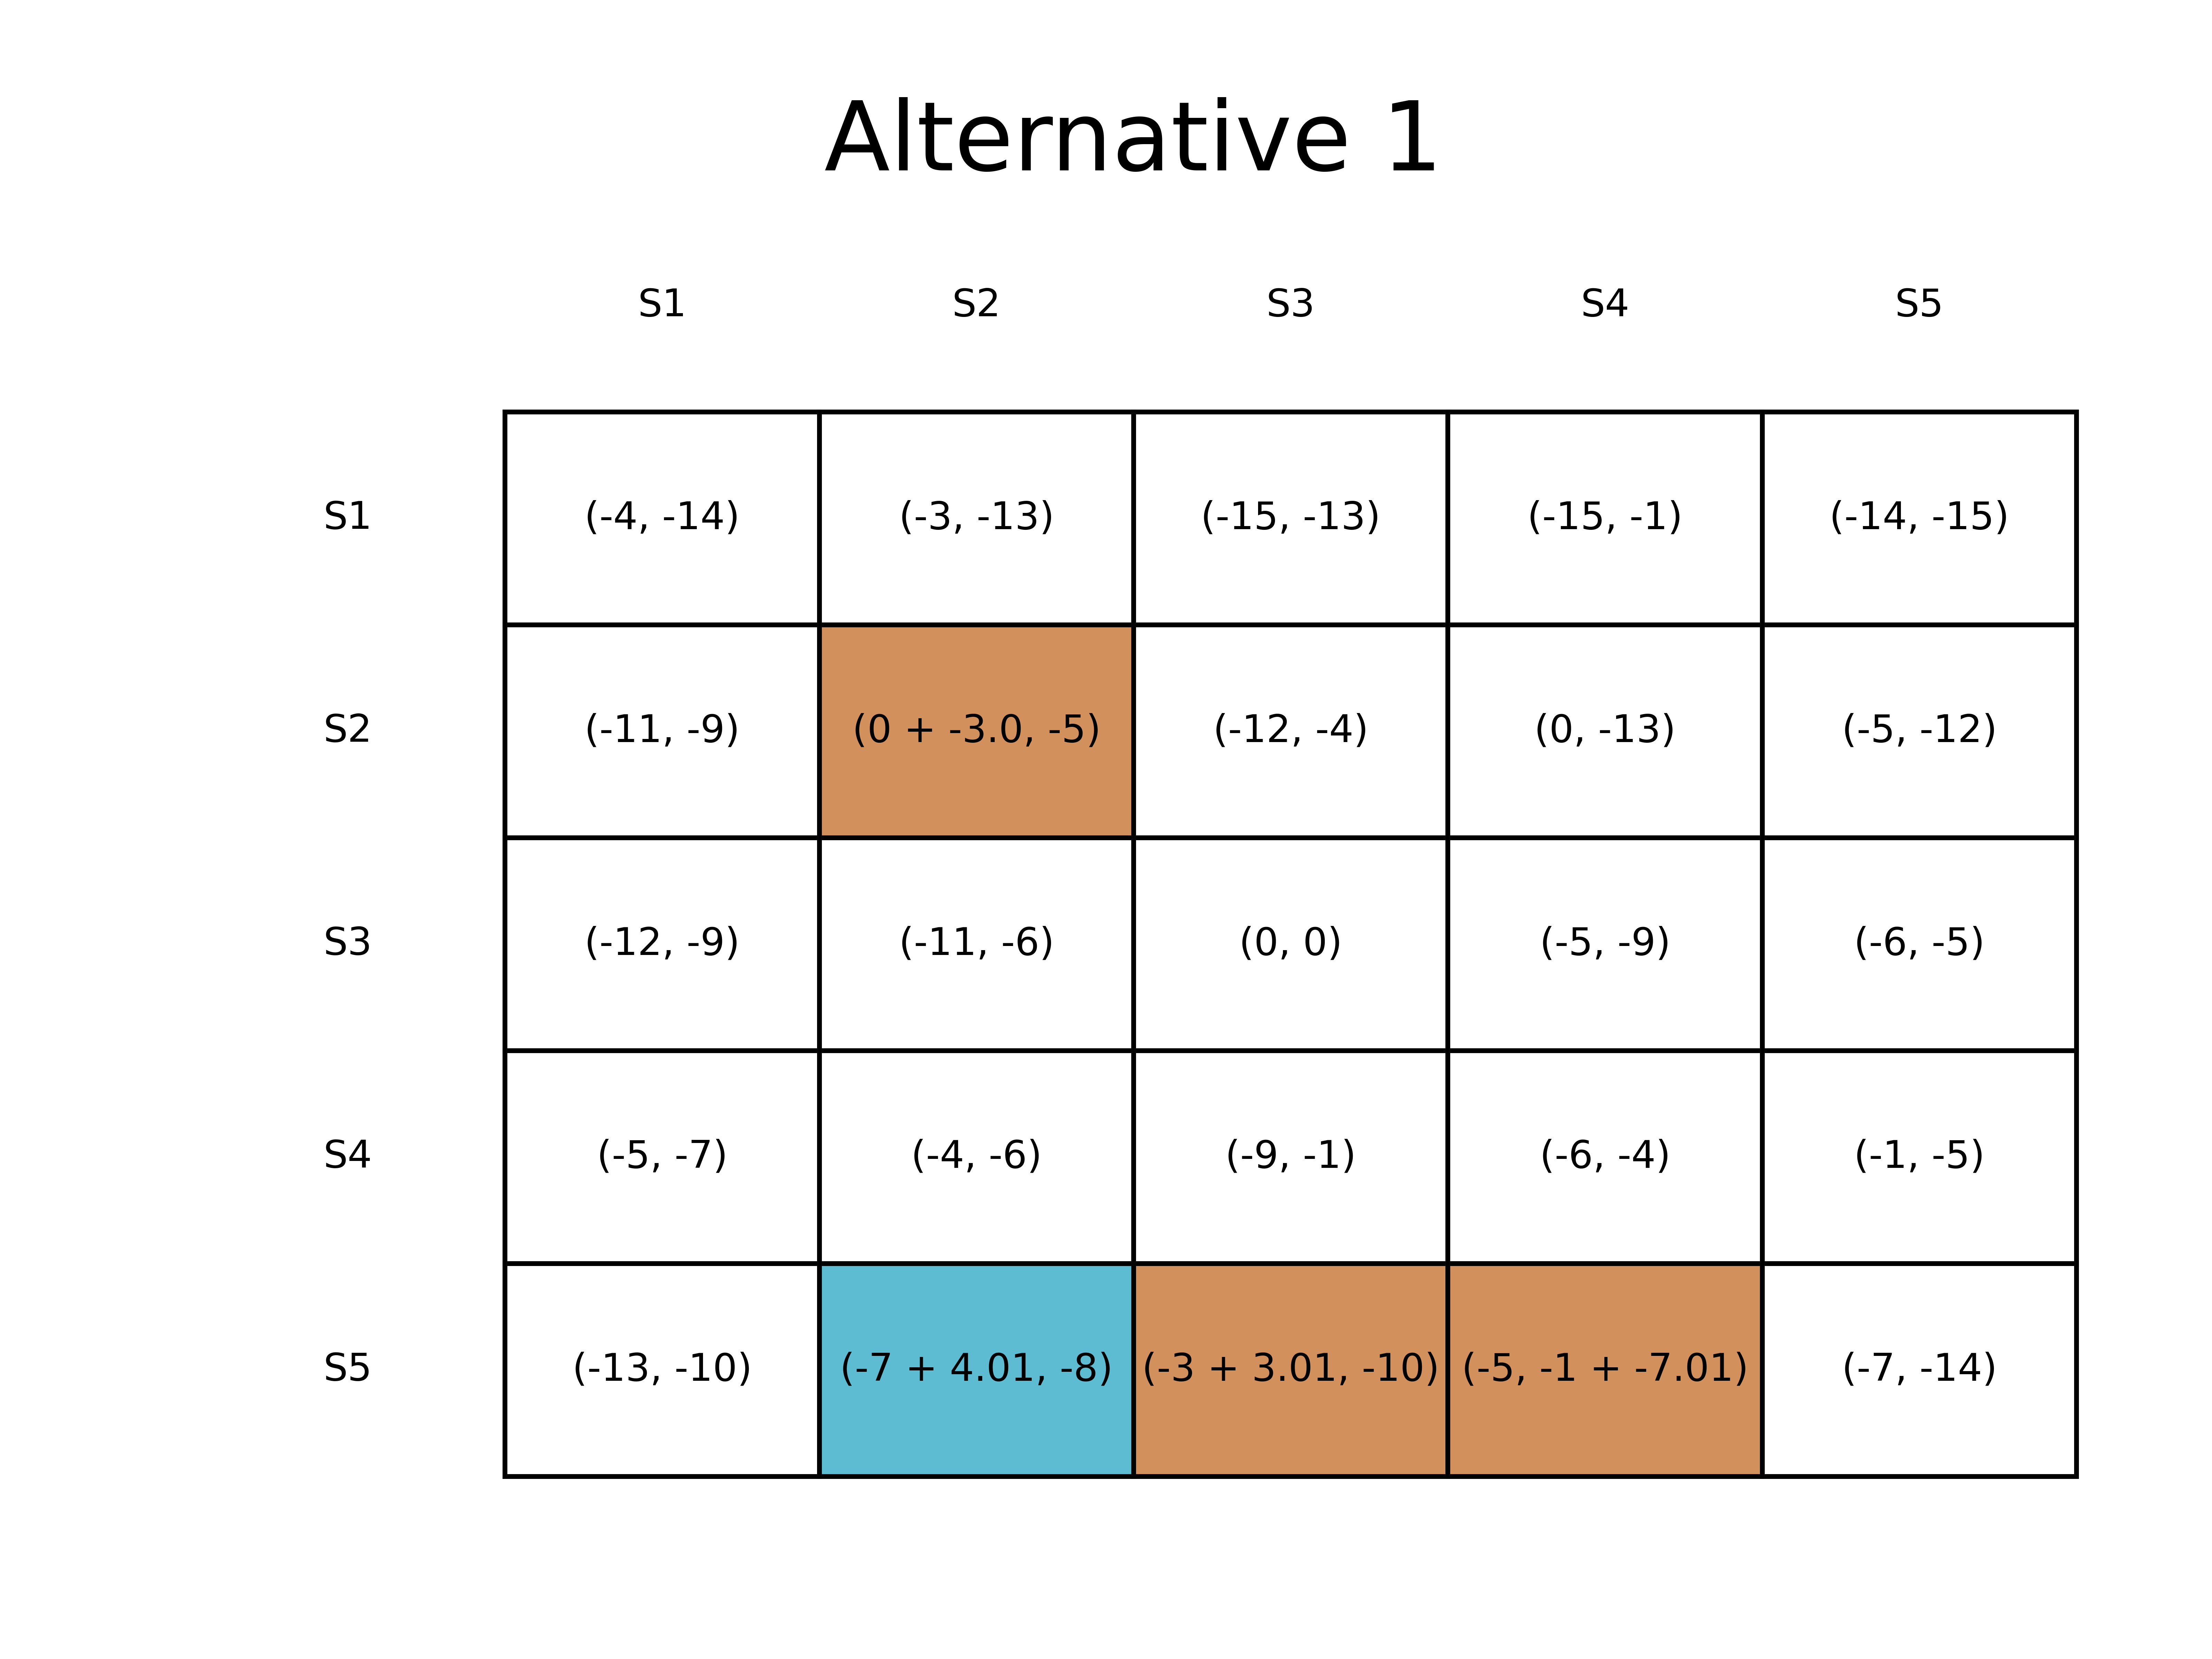 Alternative 1
S1 S2 S3 S4 S5
S1 (-4, -14) (-3, -13) (-15, -13) (-15, -1) (-14, -15)
S2 (-11, -9) (0 + -3.0, -5) (-12, -4) (0, -13) (-5, -12)
S3 (-12, -9) (-11, -6) (0, 0) (-5, -9) (-6, -5)
S4 (-5, -7) (-4, -6) (-9, -1) (-6, -4) (-1, -5)
S5 (-13, -10) (-7 + 4.01, -8) (-3 + 3.01, -10) (-5, -1 + -7.01) (-7, -14)